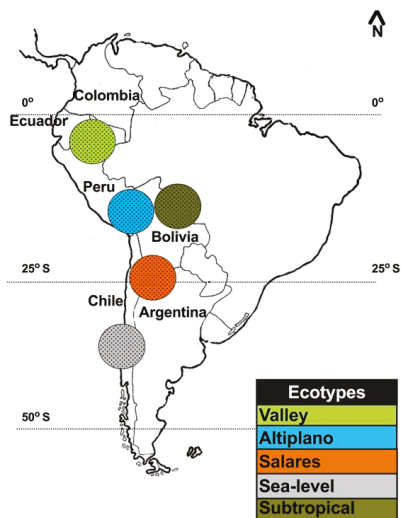 N
Colombia
0° 0°
Ecuador
Peru
Bolivia
25° S 25° S
Chile
Argentina
50° S
Ecotypes
Valley
Altiplano
Salares
Sea-level
Subtropical